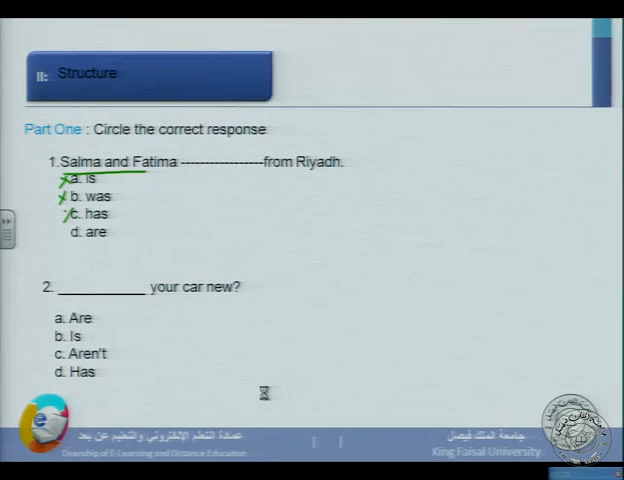 II: Structure
Part One : Circle the correct response
1.Salma and Fatima -----------------from Riyadh.
a. is
b. was
c. has
d. are
2. ___________ your car new?
a. Are
b. Is
c. Aren't
d. Has
عمادة التعلم الإلكتروني والتعليم عن بعد
Deanship of E-Learning and Distance Education
[ ]
جامعة الملك فيصل
King Faisal University